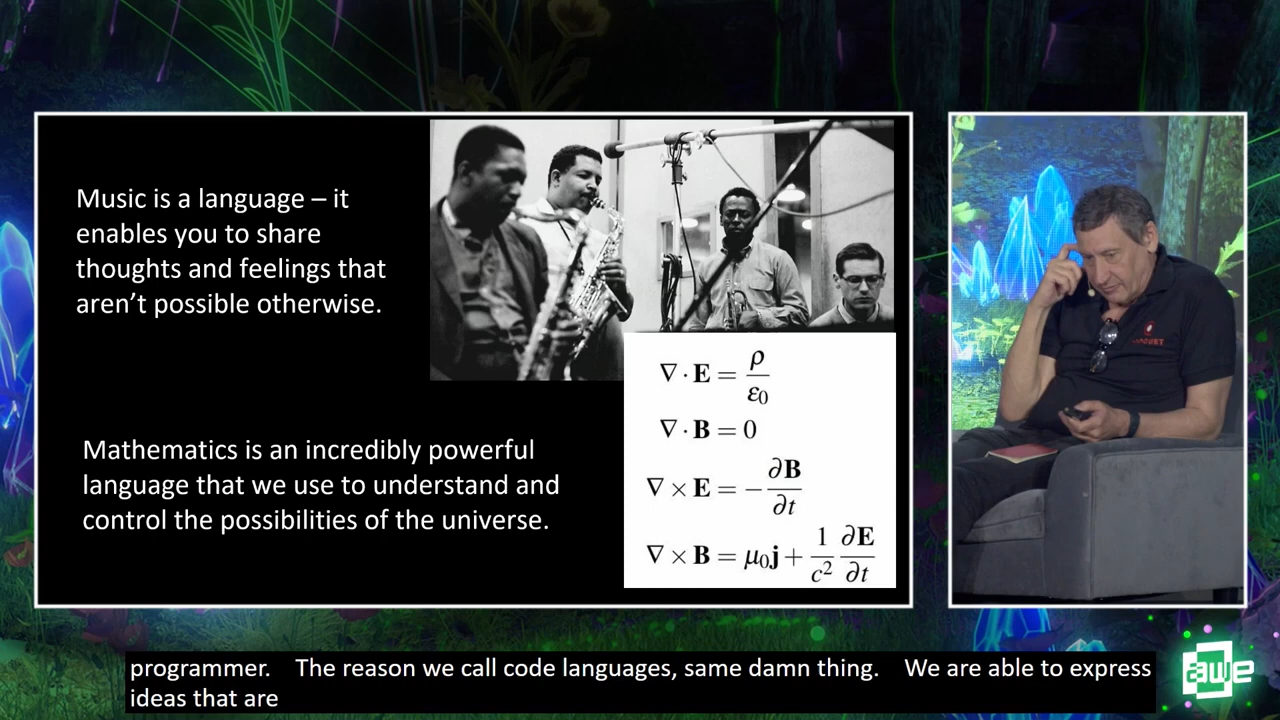 Music is a language – it
enables you to share
thoughts and feelings that
aren’t possible otherwise.
Mathematics is an incredibly powerful
language that we use to understand and
control the possibilities of the universe.
∇ · E = ρ/ε₀
∇ · B = 0
∇ × E = −∂B/∂t
∇ × B = μ₀j + 1/c² ∂E/∂t
programmer. The reason we call code languages, same damn thing. We are able to express
ideas that are
awe